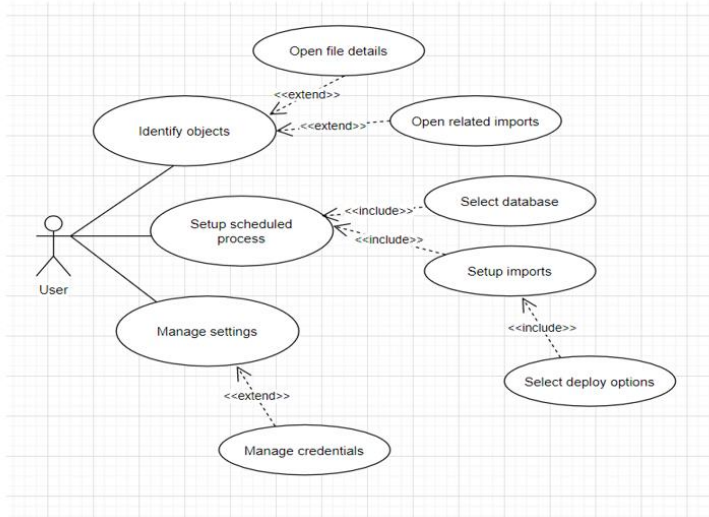 Open file details
<<extend>>
Identify objects
<<extend>>
Open related imports
Select database
<<include>>
Setup scheduled
process
<<include>>
Setup imports
User
Manage settings
<<include>>
Select deploy options
<<extend>>
Manage credentials